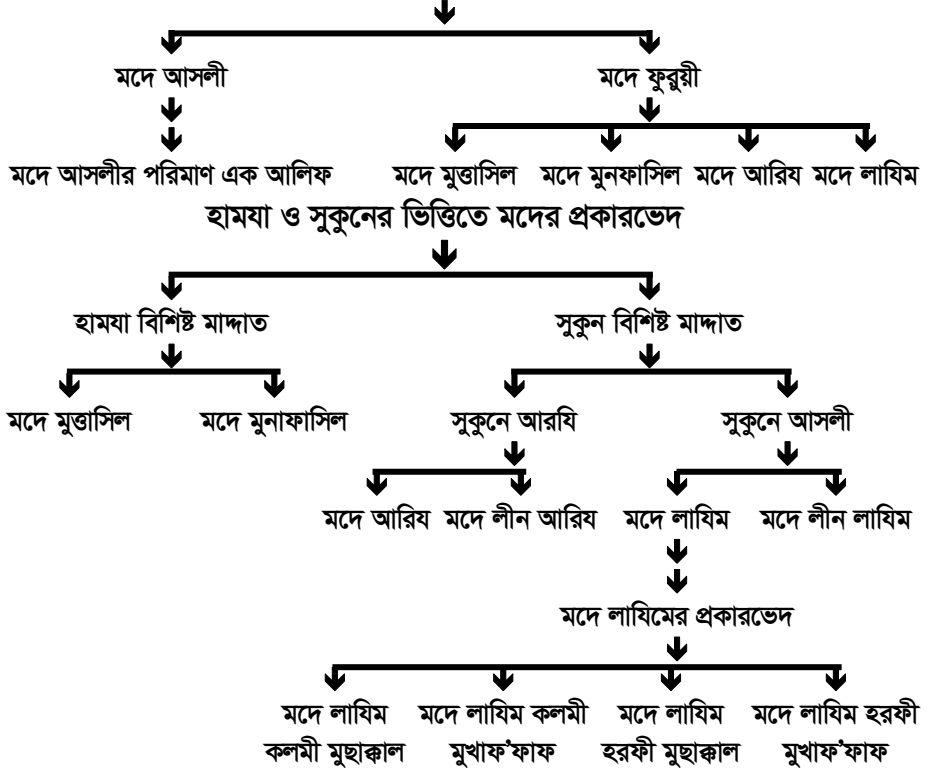 মদে আসলী মদে ফুরুয়ী
মদে আসলীর পরিমাণ এক আলিফ মদে মুত্তাসিল মদে মুনফাসিল মদে আরিয মদে লাযিম
হামযা ও সুকুনের ভিত্তিতে মদের প্রকারভেদ
হামযা বিশিষ্ট মাদ্দাত সুকুন বিশিষ্ট মাদ্দাত
মদে মুত্তাসিল মদে মুনাফাসিল সুকুনে আরযি সুকুনে আসলী
মদে আরিয মদে লীন আরিয মদে লাযিম মদে লীন লাযিম
মদে লাযিমের প্রকারভেদ
মদে লাযিম মদে লাযিম কলমী মদে লাযিম মদে লাযিম হরফী
কলমী মুছাক্কাল মুখাফ’ফাফ হরফী মুছাক্কাল মুখাফ’ফাফ